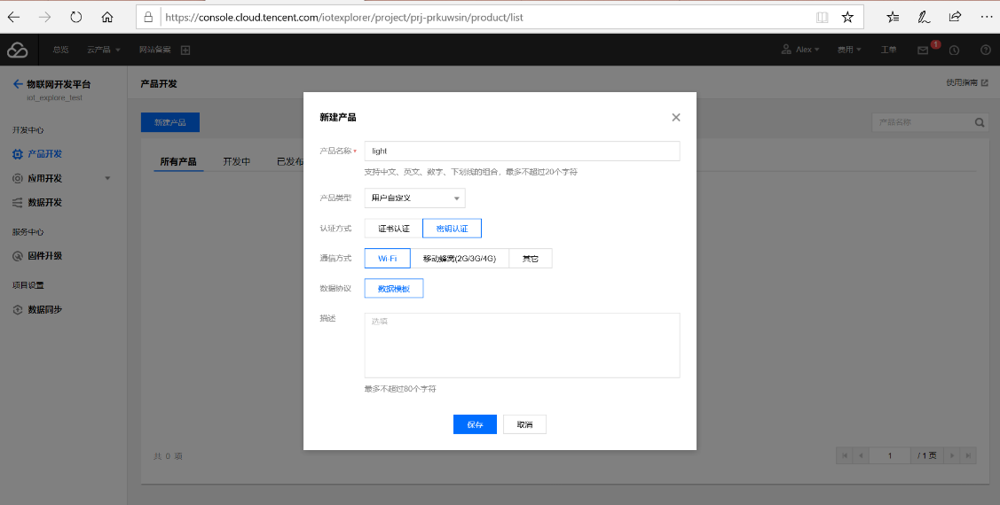 https://console.cloud.tencent.com/iotexplorer/project/prj-prkuwsin/product/list
总览 云产品 网站备案 Alex 费用 工单 1
物联网开发平台
iot_explore_test
产品开发
使用指南
开发中心
产品开发
应用开发
数据开发
服务中心
固件升级
项目设置
数据同步
新建产品
产品名称
所有产品 开发中 已发布
新建产品
产品名称* light
支持中文、英文、数字、下划线的组合，最多不超过20个字符
产品类型 用户自定义
认证方式 证书认证 密钥认证
通信方式 Wi-Fi 移动蜂窝(2G/3G/4G) 其它
数据协议 数据模板
描述 选填
最多不超过80个字符
保存 取消
共 0 项
1 / 1 页